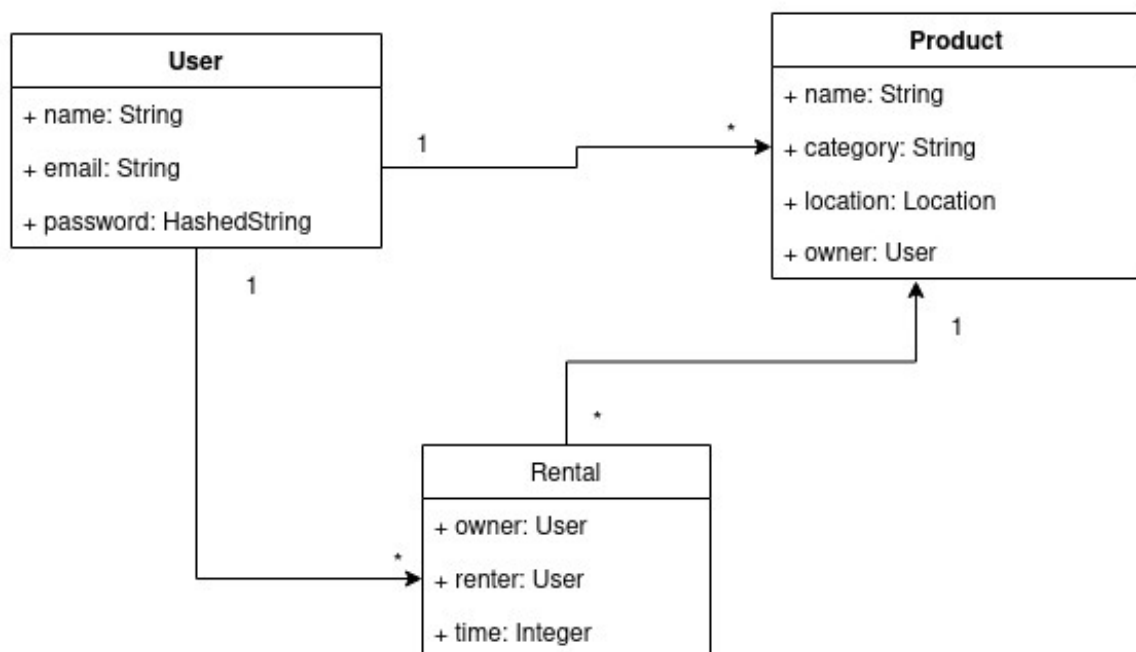 User
+ name: String
+ email: String
+ password: HashedString
1
*
Product
+ name: String
+ category: String
+ location: Location
+ owner: User
1
*
1
*
Rental
+ owner: User
+ renter: User
+ time: Integer